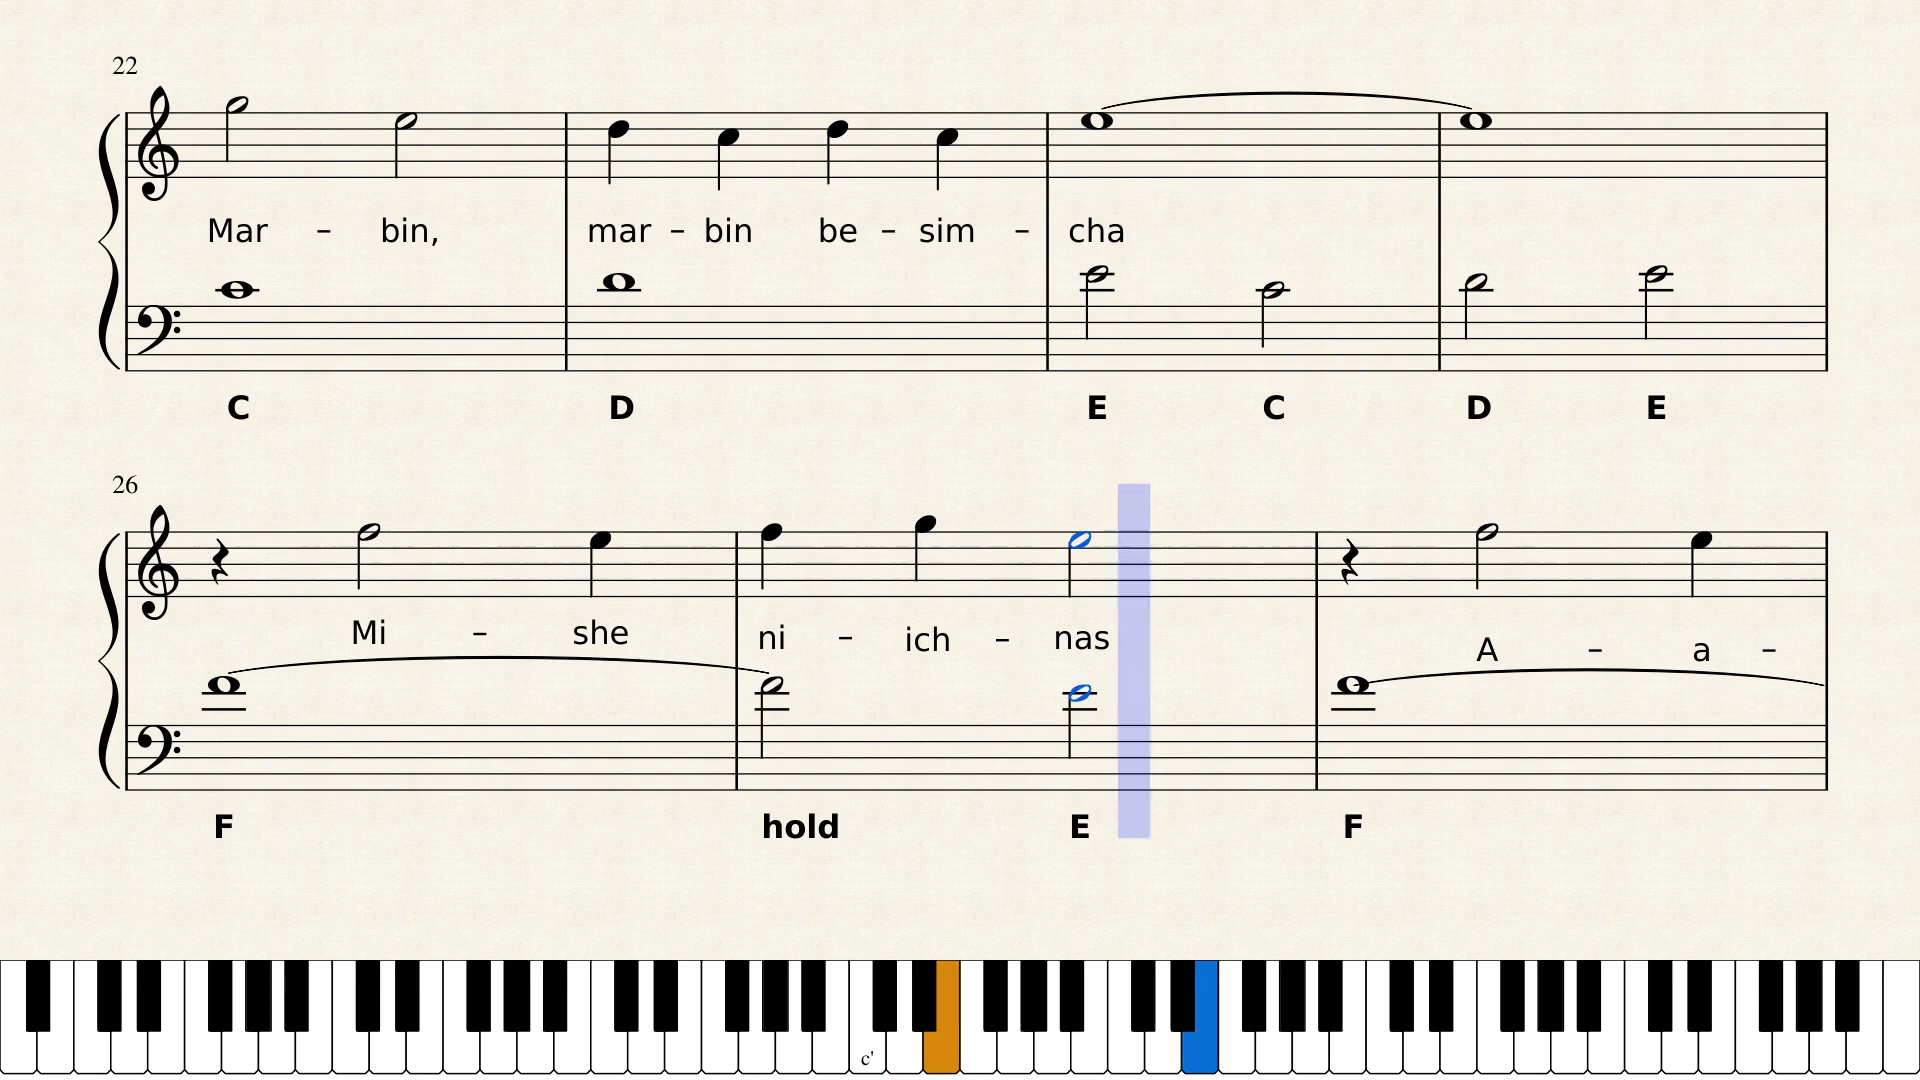 22
Mar – bin, mar – bin be – sim – cha
C D E C D E
26
Mi – she ni – ich – nas A – a –
F hold E F
c'